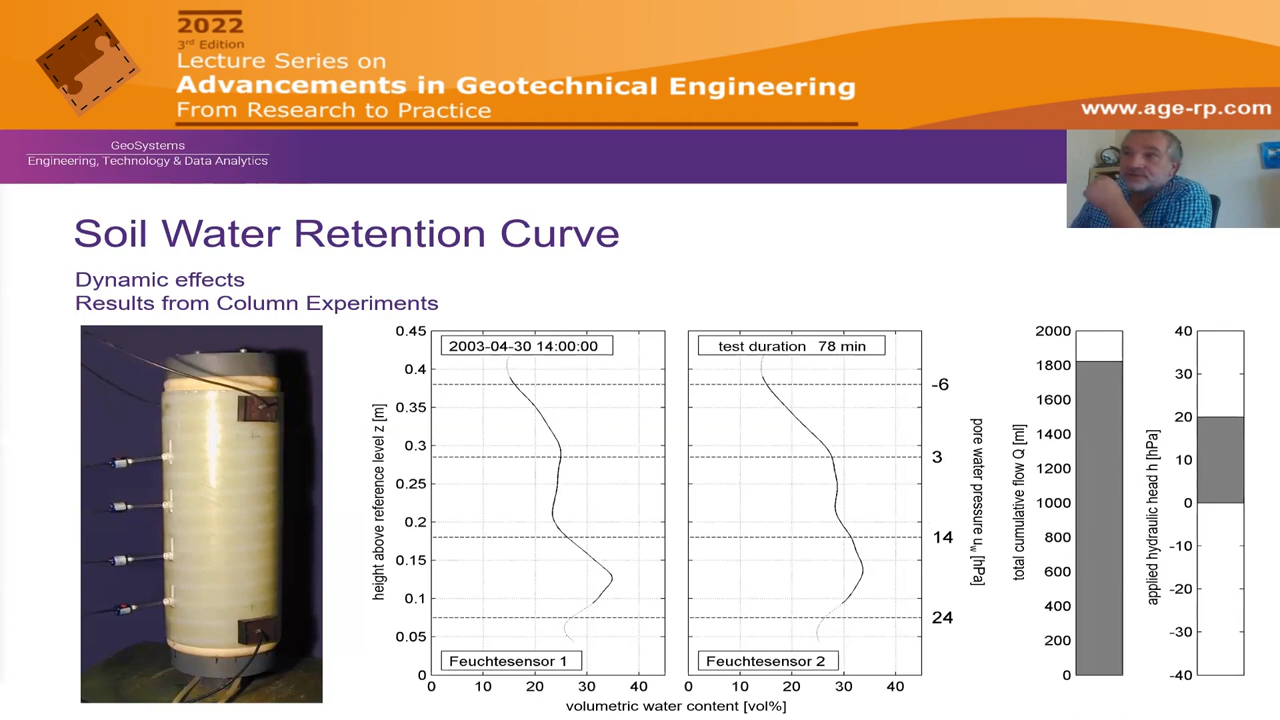 2022
3rd Edition
Lecture Series on
Advancements in Geotechnical Engineering
From Research to Practice
www.age-rp.com
GeoSystems
Engineering, Technology & Data Analytics
Soil Water Retention Curve
Dynamic effects
Results from Column Experiments
0.45
0.4
0.35
0.3
0.25
0.2
0.15
0.1
0.05
0
height above reference level z [m]
2003-04-30 14:00:00
Feuchtesensor 1
0 10 20 30 40
test duration 78 min
Feuchtesensor 2
0 10 20 30 40
volumetric water content [vol%]
-6
3
14
24
pore water pressure uw [hPa]
total cumulative flow Q [ml]
2000
1800
1600
1400
1200
1000
800
600
400
200
0
applied hydraulic head h [hPa]
40
30
20
10
0
-10
-20
-30
-40